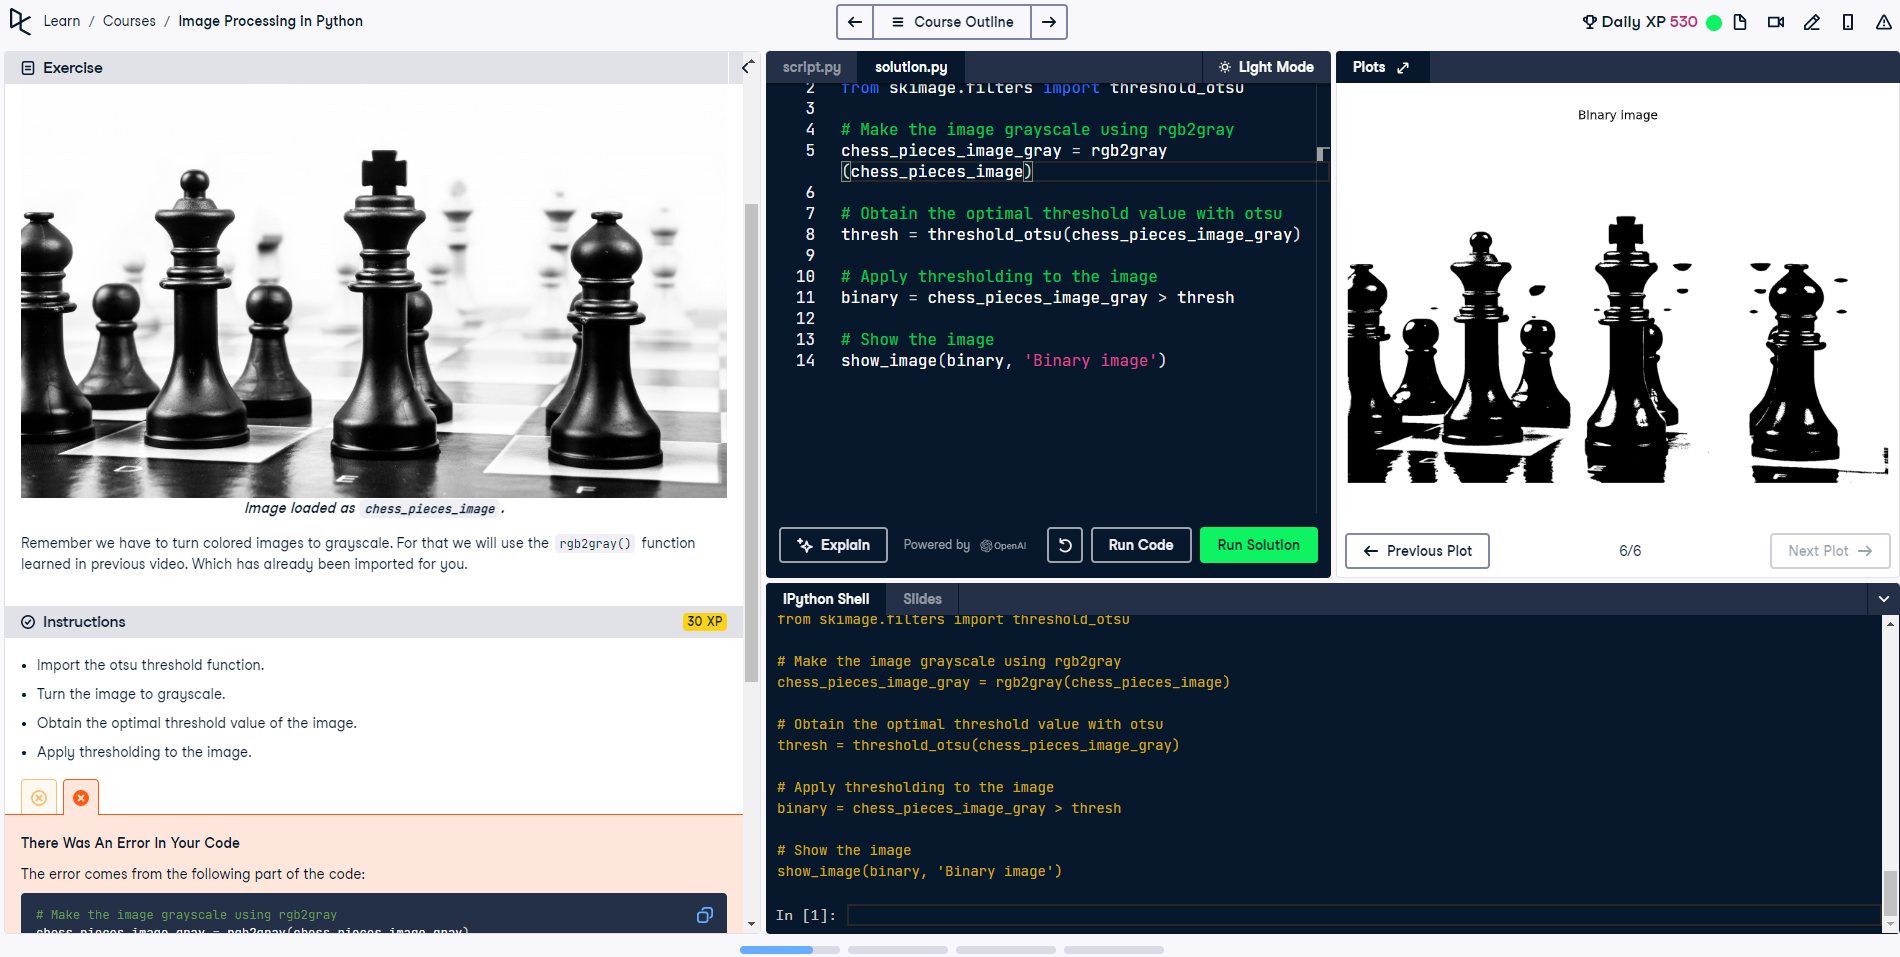 Learn / Courses / Image Processing in Python
Course Outline
Daily XP 530
Exercise
Image loaded as chess_pieces_image.
Remember we have to turn colored images to grayscale. For that we will use the rgb2gray() function
learned in previous video. Which has already been imported for you.
Instructions
30 XP
Import the otsu threshold function.
Turn the image to grayscale.
Obtain the optimal threshold value of the image.
Apply thresholding to the image.
There Was An Error In Your Code
The error comes from the following part of the code:
# Make the image grayscale using rgb2gray
chess_pieces_image_gray = rgb2gray(chess_pieces_image_gray)
script.py
solution.py
Light Mode
2 from skimage.filters import threshold_otsu
3
4 # Make the image grayscale using rgb2gray
5 chess_pieces_image_gray = rgb2gray
(chess_pieces_image)
6
7 # Obtain the optimal threshold value with otsu
8 thresh = threshold_otsu(chess_pieces_image_gray)
9
10 # Apply thresholding to the image
11 binary = chess_pieces_image_gray > thresh
12
13 # Show the image
14 show_image(binary, 'Binary image')
Explain
Powered by OpenAI
Run Code
Run Solution
Plots
Binary image
Previous Plot
6/6
Next Plot
IPython Shell
Slides
from skimage.filters import threshold_otsu
# Make the image grayscale using rgb2gray
chess_pieces_image_gray = rgb2gray(chess_pieces_image)
# Obtain the optimal threshold value with otsu
thresh = threshold_otsu(chess_pieces_image_gray)
# Apply thresholding to the image
binary = chess_pieces_image_gray > thresh
# Show the image
show_image(binary, 'Binary image')
In [1]:
D
E
F